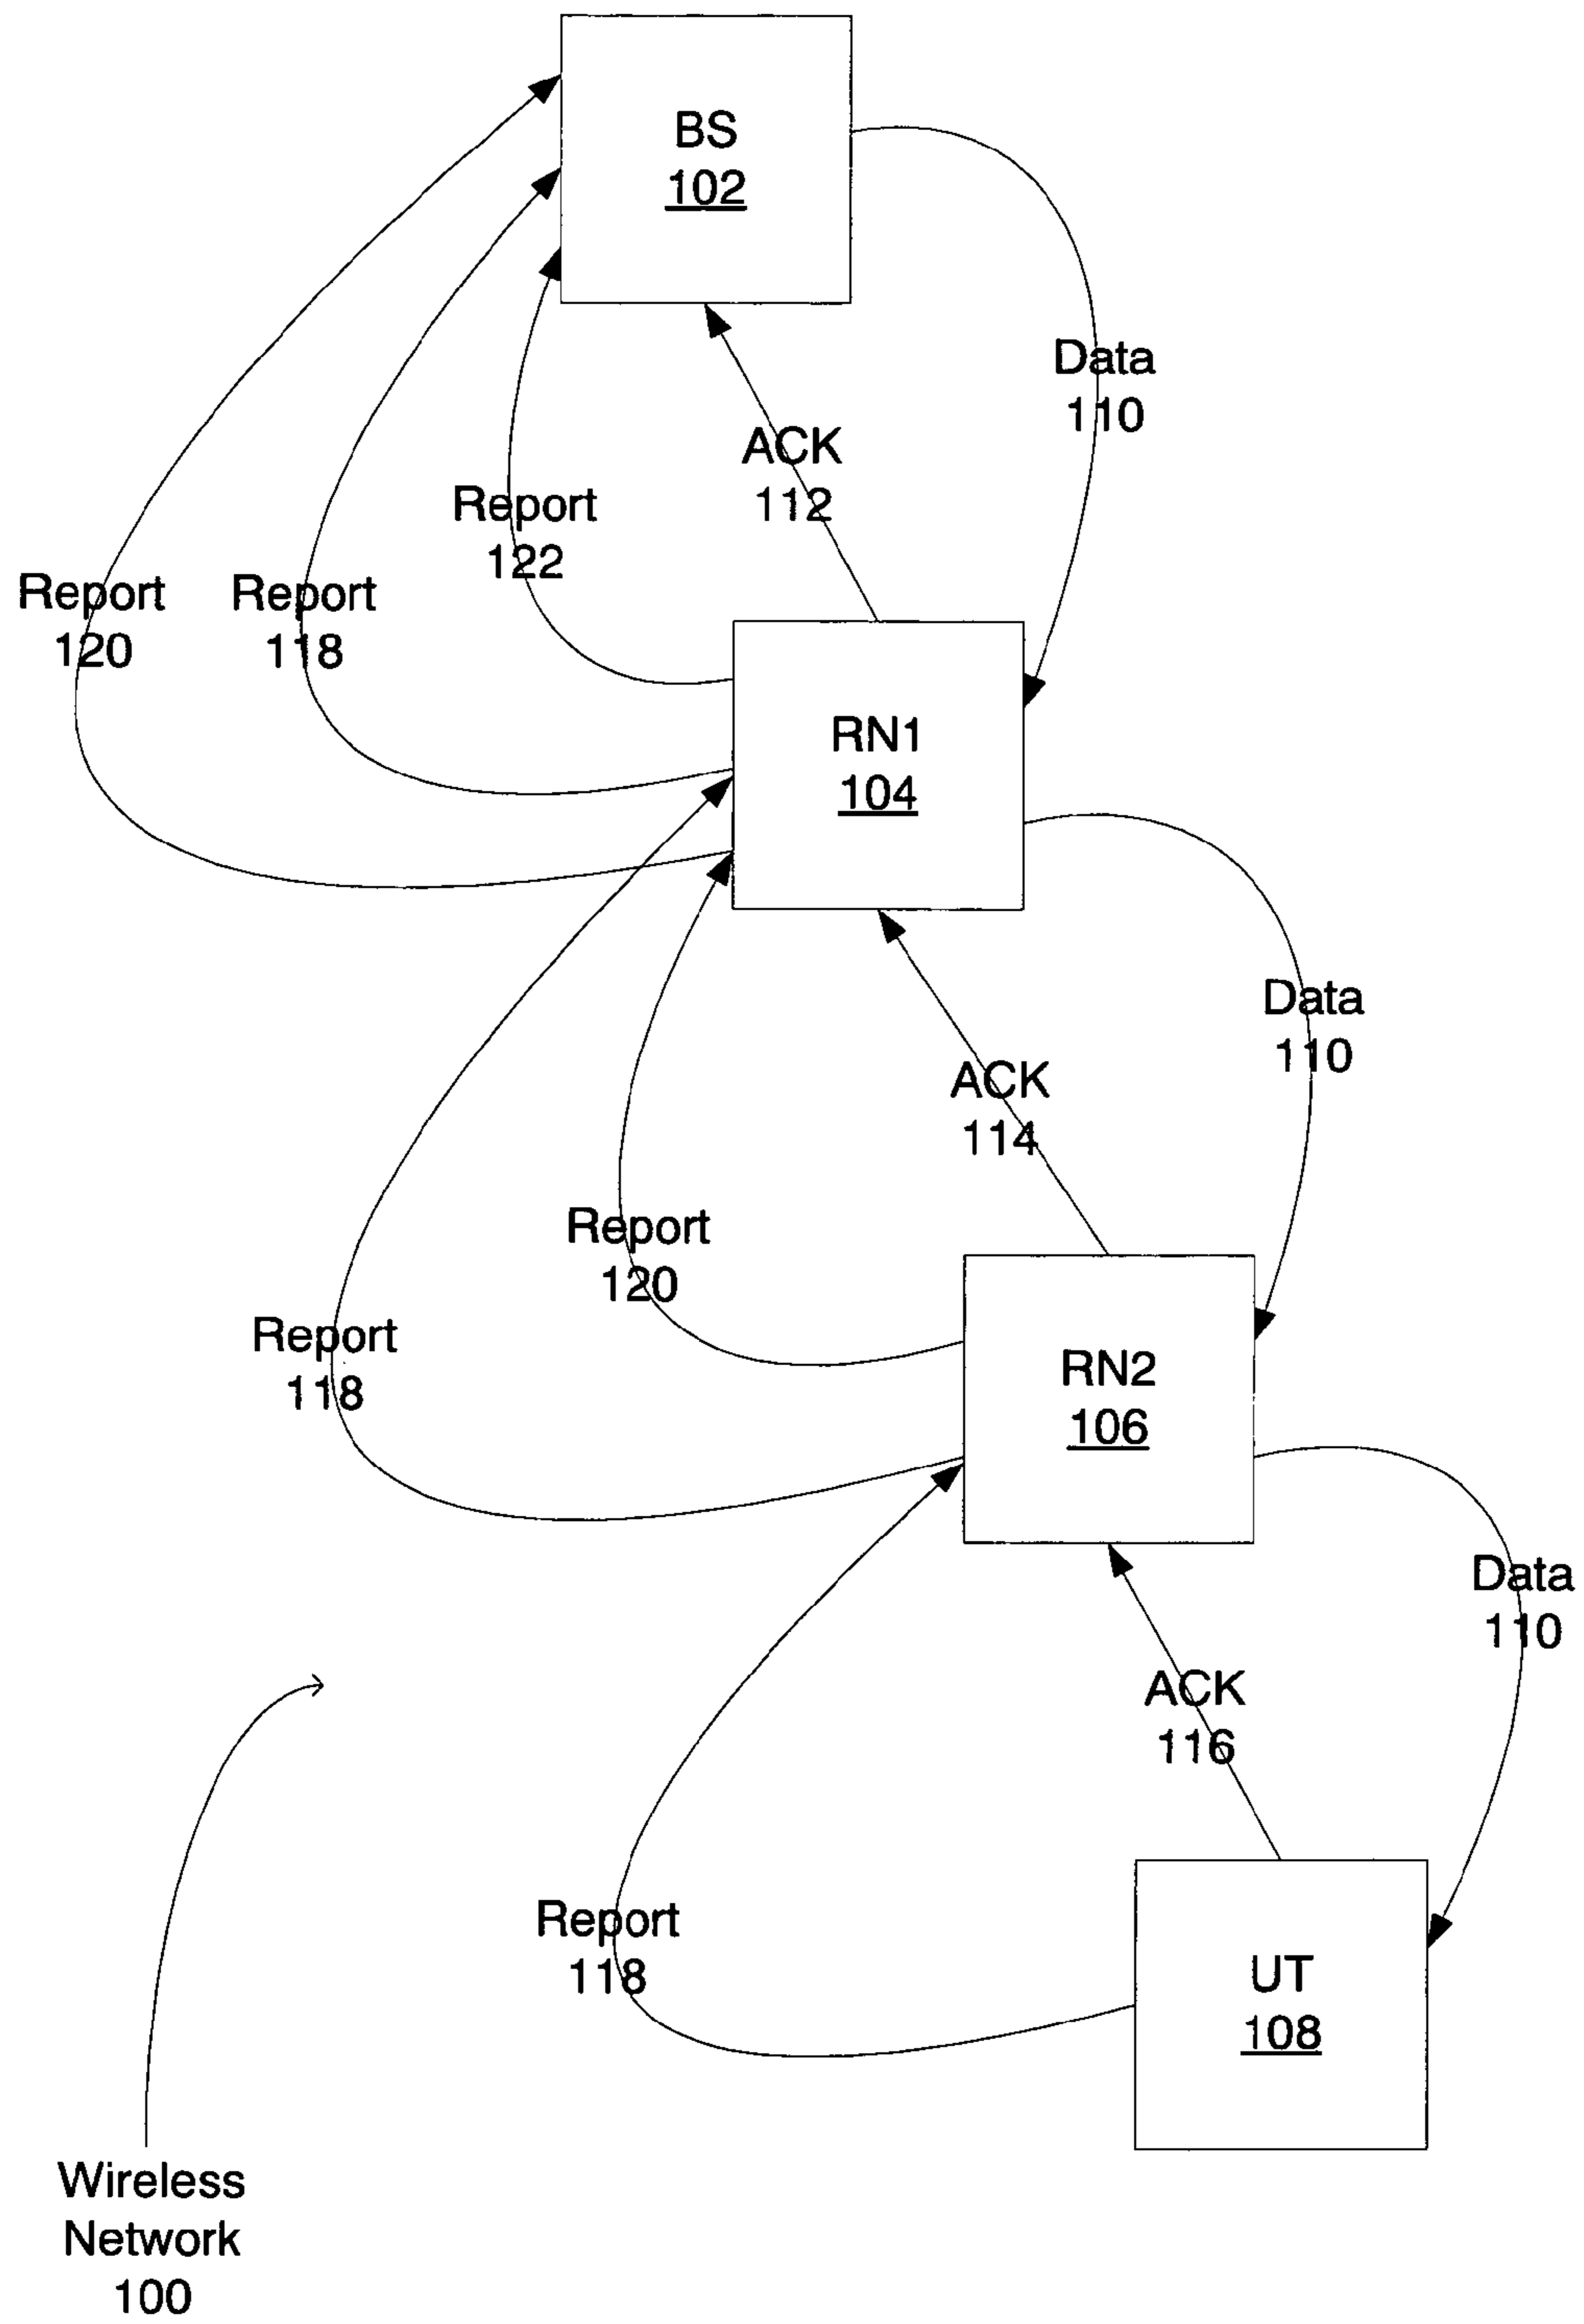 BS
102
Data
110
ACK
112
Report
122
Report
120
Report
118
RN1
104
Data
110
ACK
114
Report
120
Report
118
RN2
106
Data
110
ACK
116
Report
118
UT
108
Wireless
Network
100